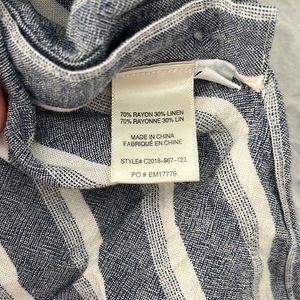 70% RAYON 30% LINEN
70% RAYONNE 30% LIN
MADE IN CHINA
FABRIQUÉ EN CHINE
STYLE# C2018-867-123
PO # EM17779